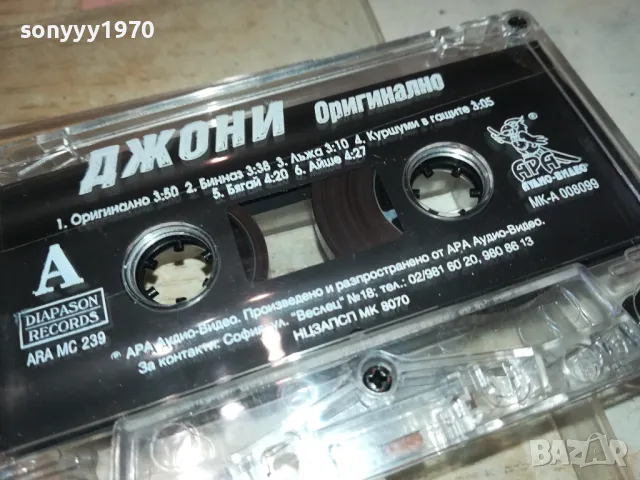 sonyyy1970
ДЖОНИ Оригинално
1. Оригинално 3:50 2. Бинназ 3:38 3. Лъжа 3:10 4. Куршуми в гащите 3:05
5. Бягай 4:20 6. Айше 4:27
АРА
АУДИО-ВИДЕО
МК-А 008099
A
DIAPASON
RECORDS
ARA MC 239
℗ АРА Аудио-Видео. Произведено и разпространено от АРА Аудио-Видео.
За контакти: София, ул. "Веслец" №18; тел.: 02/981 60 20, 980 86 13
НЦЗАПСП МК 8070
BAZAR